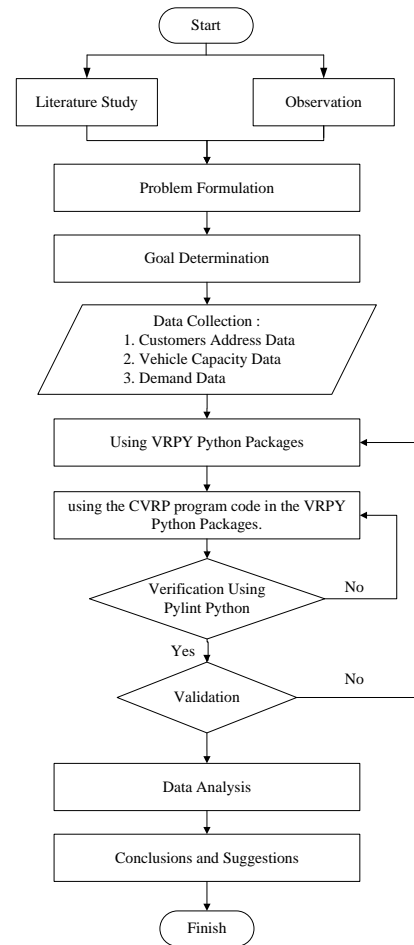 Start
Literature Study
Observation
Problem Formulation
Goal Determination
Data Collection :
1. Customers Address Data
2. Vehicle Capacity Data
3. Demand Data
Using VRPY Python Packages
using the CVRP program code in the VRPY
Python Packages.
Verification Using
Pylint Python
No
Yes
Validation
No
Data Analysis
Conclusions and Suggestions
Finish